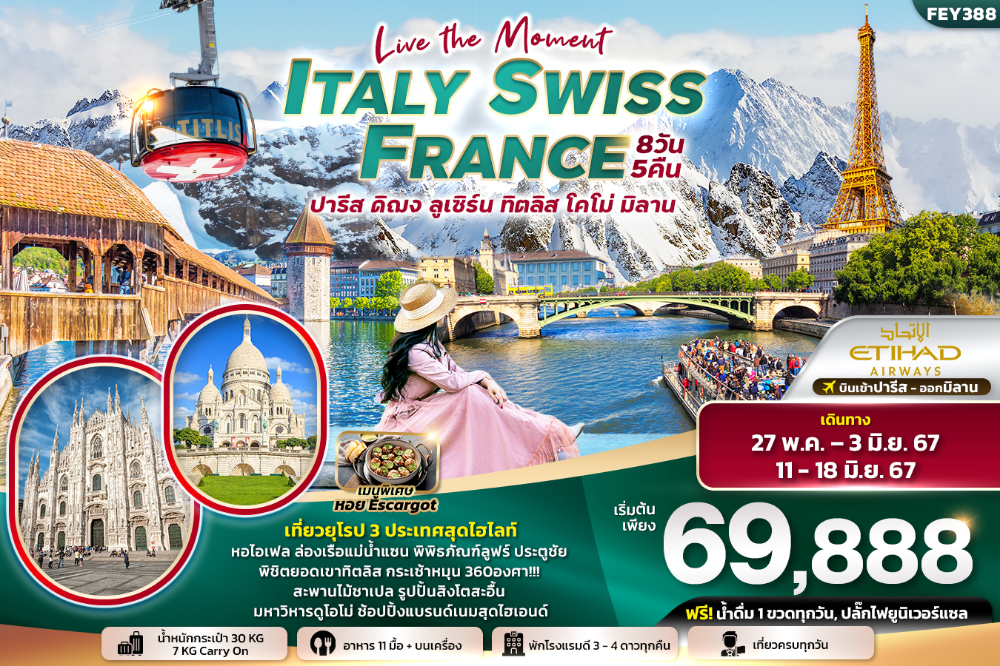 FEY388
Live the Moment
ITALY SWISS
FRANCE
8วัน
5คืน
ปารีส ดิฌง ลูเซิร์น ทิตลิส โคโม่ มิลาน
TITLIS
الإتحاد
ETIHAD
AIRWAYS
บินเข้าปารีส - ออกมิลาน
เดินทาง
27 พ.ค. – 3 มิ.ย. 67
11 - 18 มิ.ย. 67
เมนูพิเศษ
หอย Escargot
เริ่มต้น
เพียง
69,888
เที่ยวยุโรป 3 ประเทศสุดไฮไลท์
หอไอเฟล ล่องเรือแม่น้ำแซน พิพิธภัณฑ์ลูฟร์ ประตูชัย
พิชิตยอดเขาทิตลิส กระเช้าหมุน 360องศา!!!
สะพานไม้ชาเปล รูปปั้นสิงโตสะอื้น
มหาวิหารดูโอโม่ ช้อปปิ้งแบรนด์เนมสุดไฮเอนด์
ฟรี! น้ำดื่ม 1 ขวดทุกวัน, ปลั๊กไฟยูนิเวอร์แซล
น้ำหนักกระเป๋า 30 KG
7 KG Carry On
อาหาร 11 มื้อ + บนเครื่อง
พักโรงแรมดี 3 - 4 ดาวทุกคืน
เที่ยวครบทุกวัน